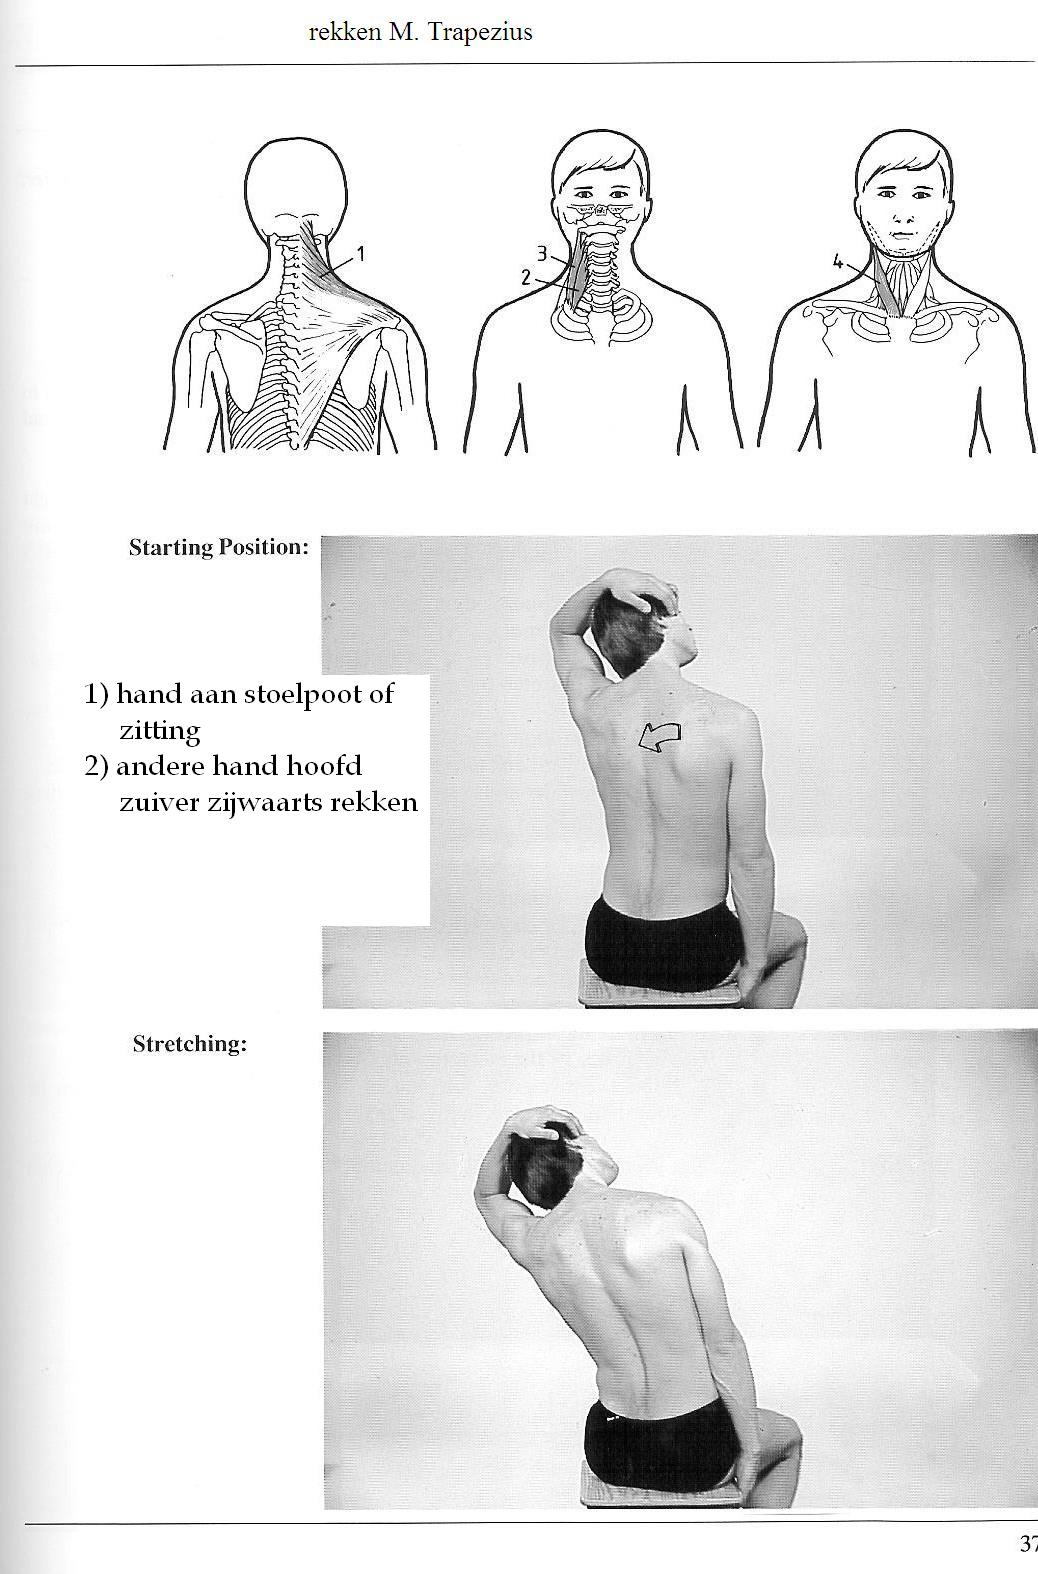 rekken M. Trapezius
1
3
2
4
Starting Position:
1) hand aan stoelpoot of
zitting
2) andere hand hoofd
zuiver zijwaarts rekken
Stretching:
37